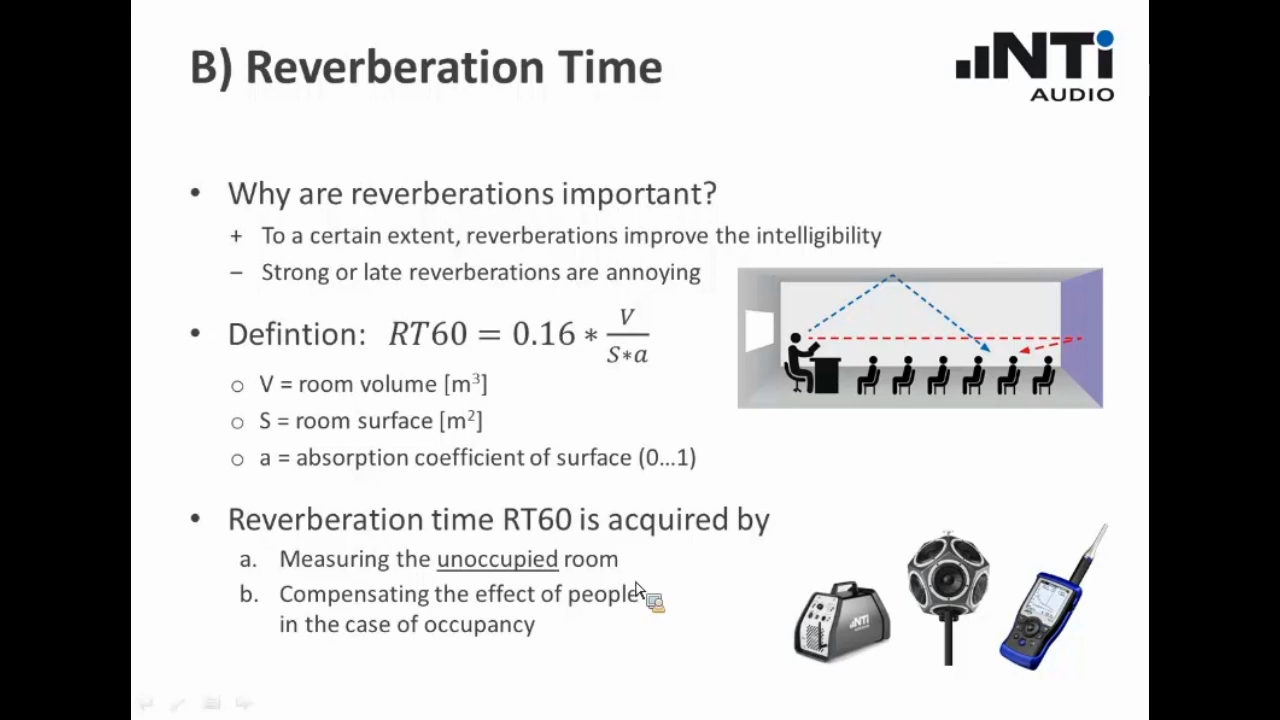 B) Reverberation Time
NTi
AUDIO
• Why are reverberations important?
+ To a certain extent, reverberations improve the intelligibility
– Strong or late reverberations are annoying
• Defintion: RT60 = 0.16 * V / (S*a)
o V = room volume [m³]
o S = room surface [m²]
o a = absorption coefficient of surface (0...1)
• Reverberation time RT60 is acquired by
a. Measuring the unoccupied room
b. Compensating the effect of people
in the case of occupancy
NTi